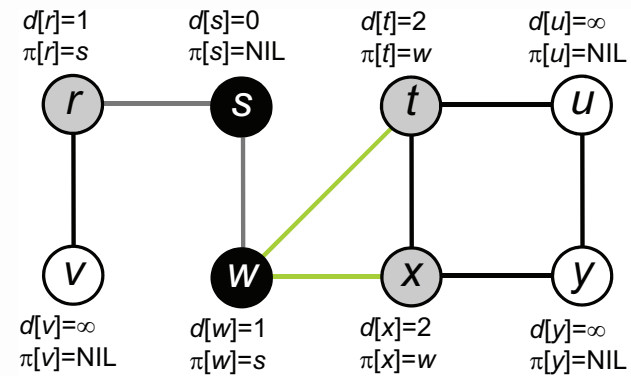 d[r]=1 d[s]=0 d[t]=2 d[u]=∞
π[r]=s π[s]=NIL π[t]=w π[u]=NIL
r s t u
v w x y
d[v]=∞ d[w]=1 d[x]=2 d[y]=∞
π[v]=NIL π[w]=s π[x]=w π[y]=NIL